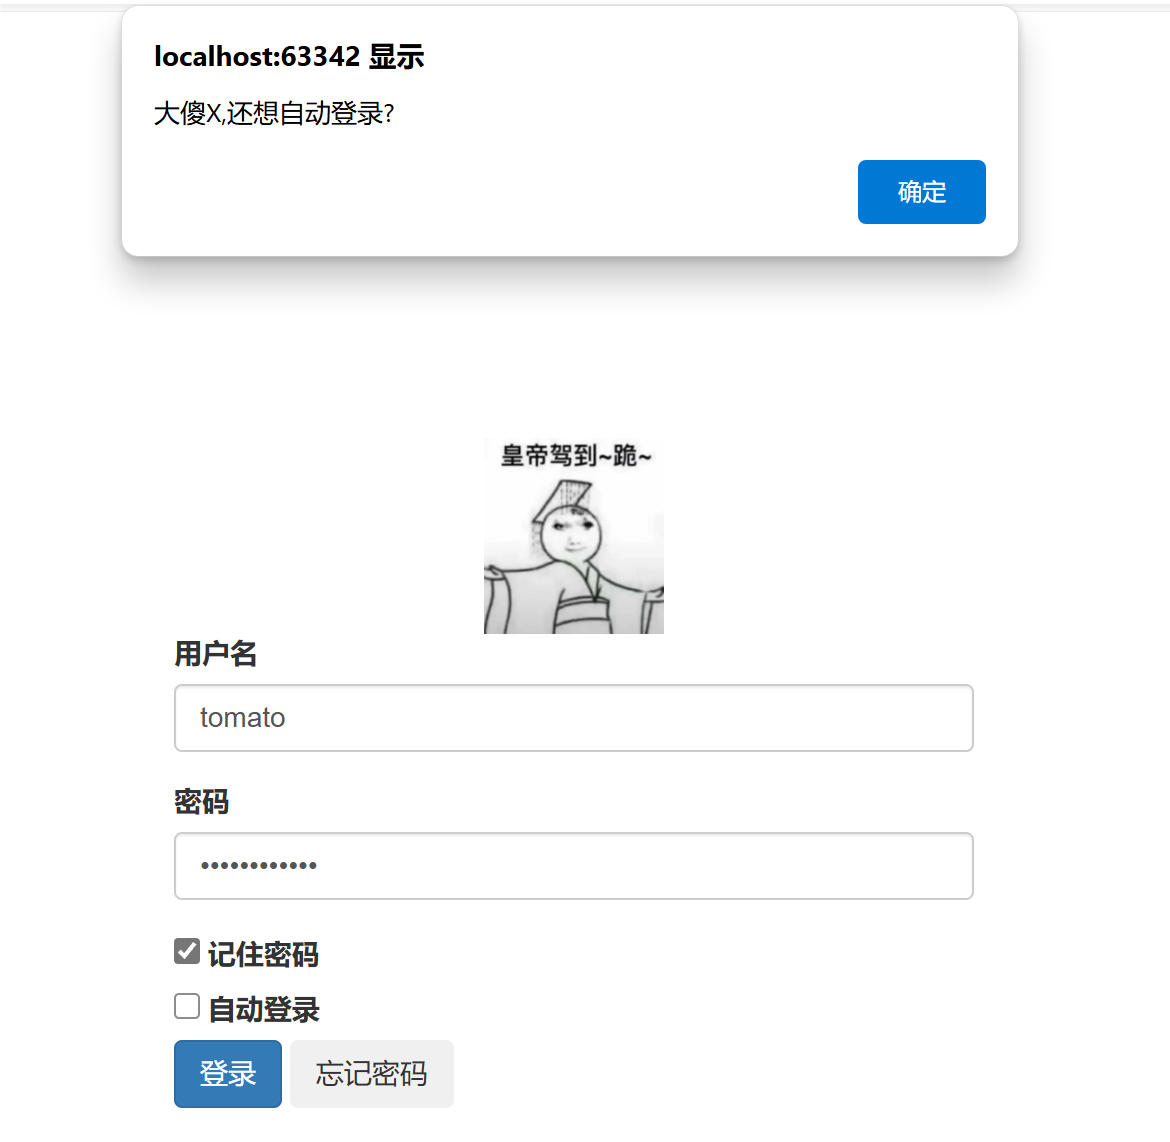 localhost:63342 显示
大傻X,还想自动登录?
确定
皇帝驾到~跪~
用户名
tomato
密码
••••••••••••
记住密码
自动登录
登录 忘记密码